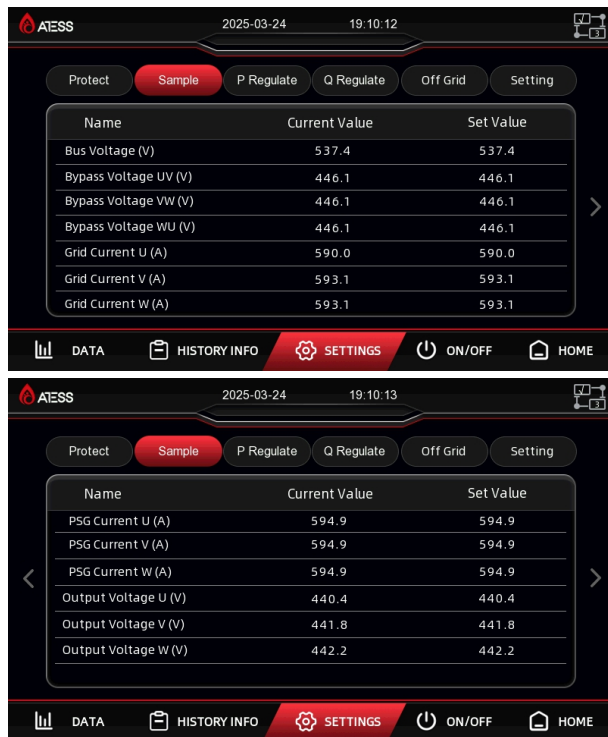 ATESS 2025-03-24 19:10:12
3
Protect Sample P Regulate Q Regulate Off Grid Setting
Name Current Value Set Value
Bus Voltage (V) 537.4 537.4
Bypass Voltage UV (V) 446.1 446.1
Bypass Voltage VW (V) 446.1 446.1
Bypass Voltage WU (V) 446.1 446.1
Grid Current U (A) 590.0 590.0
Grid Current V (A) 593.1 593.1
Grid Current W (A) 593.1 593.1
DATA HISTORY INFO SETTINGS ON/OFF HOME
ATESS 2025-03-24 19:10:13
3
Protect Sample P Regulate Q Regulate Off Grid Setting
Name Current Value Set Value
PSG Current U (A) 594.9 594.9
PSG Current V (A) 594.9 594.9
PSG Current W (A) 594.9 594.9
Output Voltage U (V) 440.4 440.4
Output Voltage V (V) 441.8 441.8
Output Voltage W (V) 442.2 442.2
DATA HISTORY INFO SETTINGS ON/OFF HOME